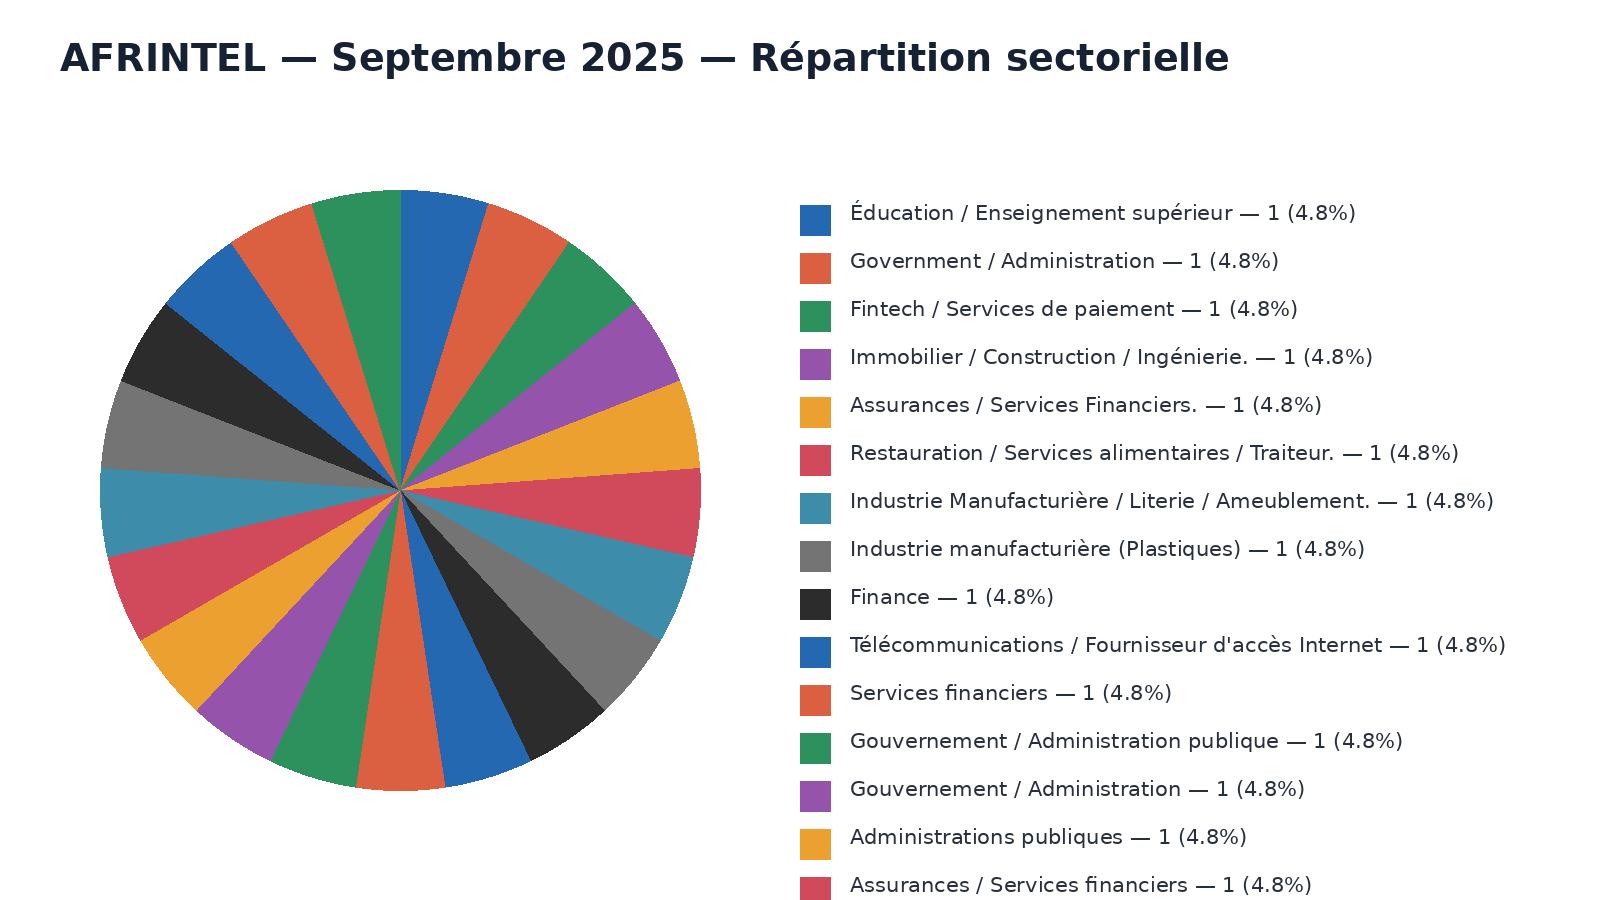 AFRINTEL — Septembre 2025 — Répartition sectorielle
Éducation / Enseignement supérieur — 1 (4.8%)
Government / Administration — 1 (4.8%)
Fintech / Services de paiement — 1 (4.8%)
Immobilier / Construction / Ingénierie. — 1 (4.8%)
Assurances / Services Financiers. — 1 (4.8%)
Restauration / Services alimentaires / Traiteur. — 1 (4.8%)
Industrie Manufacturière / Literie / Ameublement. — 1 (4.8%)
Industrie manufacturière (Plastiques) — 1 (4.8%)
Finance — 1 (4.8%)
Télécommunications / Fournisseur d'accès Internet — 1 (4.8%)
Services financiers — 1 (4.8%)
Gouvernement / Administration publique — 1 (4.8%)
Gouvernement / Administration — 1 (4.8%)
Administrations publiques — 1 (4.8%)
Assurances / Services financiers — 1 (4.8%)